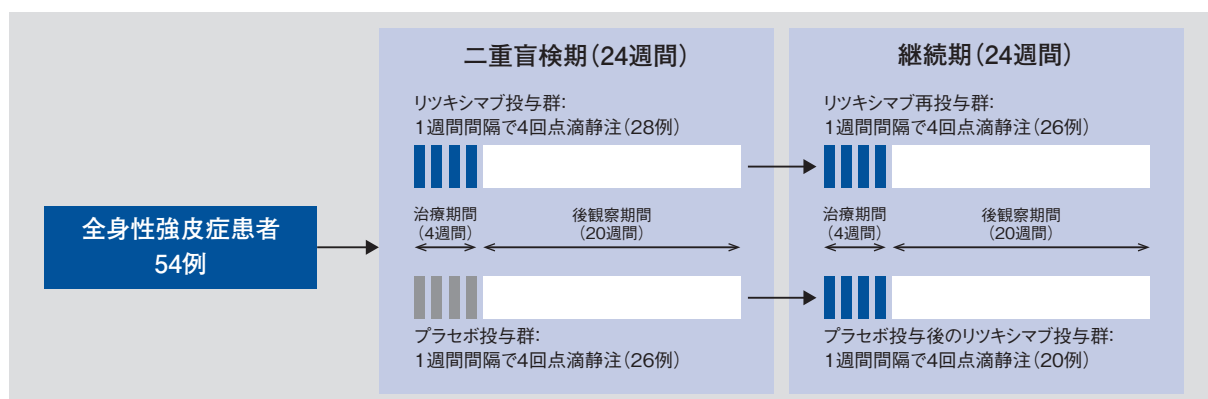 全身性強皮症患者
54例
二重盲検期（24週間）
リツキシマブ投与群：
1週間間隔で4回点滴静注（28例）
治療期間
（4週間）
後観察期間
（20週間）
プラセボ投与群：
1週間間隔で4回点滴静注（26例）
継続期（24週間）
リツキシマブ再投与群：
1週間間隔で4回点滴静注（26例）
治療期間
（4週間）
後観察期間
（20週間）
プラセボ投与後のリツキシマブ投与群：
1週間間隔で4回点滴静注（20例）